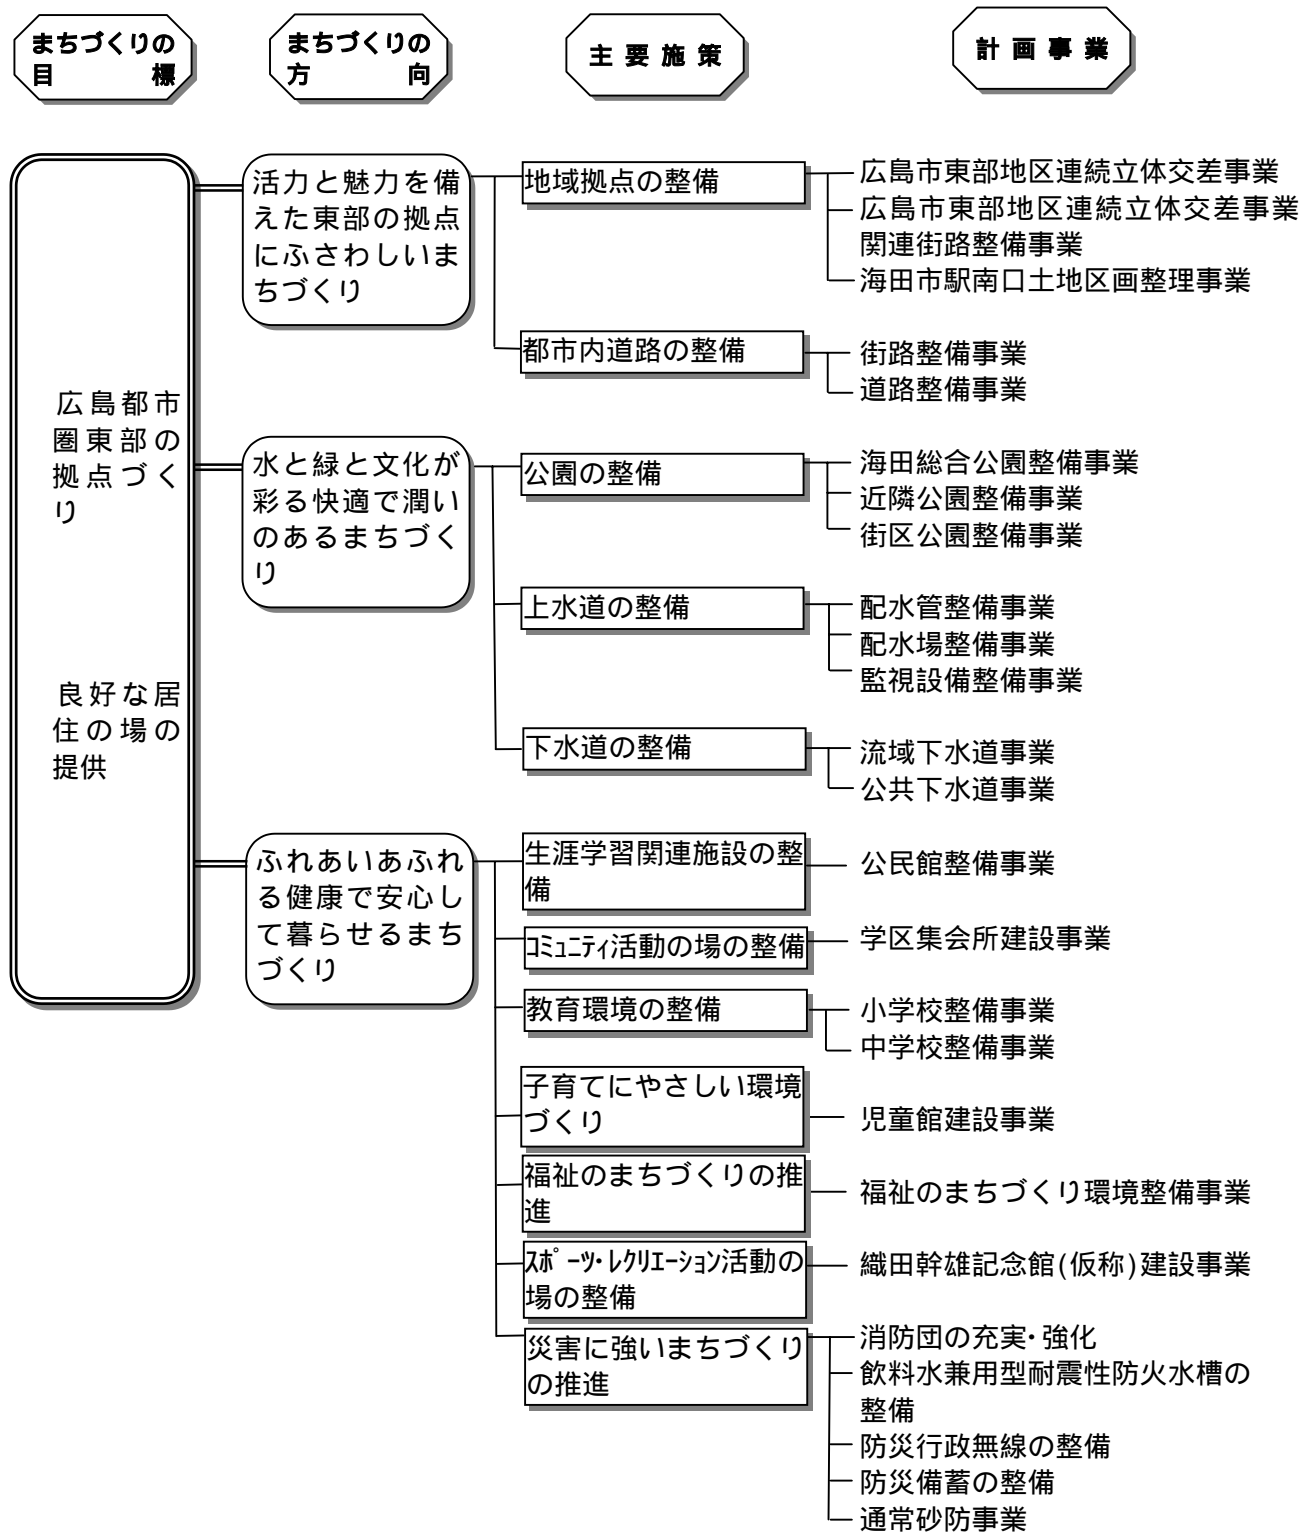 まちづくりの
目標
まちづくりの
方向
主要施策
計画事業
広島都市
圏東部の
拠点づく
り
良好な居
住の場の
提供
活力と魅力を備
えた東部の拠点
にふさわしいま
ちづくり
地域拠点の整備
広島市東部地区連続立体交差事業
広島市東部地区連続立体交差事業
関連街路整備事業
海田市駅南口土地区画整理事業
都市内道路の整備
街路整備事業
道路整備事業
水と緑と文化が
彩る快適で潤い
のあるまちづく
り
公園の整備
海田総合公園整備事業
近隣公園整備事業
街区公園整備事業
上水道の整備
配水管整備事業
配水場整備事業
監視設備整備事業
下水道の整備
流域下水道事業
公共下水道事業
ふれあいあふれ
る健康で安心し
て暮らせるまち
づくり
生涯学習関連施設の整
備
公民館整備事業
ｺﾐｭﾆﾃｨ活動の場の整備
学区集会所建設事業
教育環境の整備
小学校整備事業
中学校整備事業
子育てにやさしい環境
づくり
児童館建設事業
福祉のまちづくりの推
進
福祉のまちづくり環境整備事業
ｽﾎﾟｰﾂ･ﾚｸﾘｴｰｼｮﾝ活動の
場の整備
織田幹雄記念館(仮称)建設事業
災害に強いまちづくり
の推進
消防団の充実･強化
飲料水兼用型耐震性防火水槽の
整備
防災行政無線の整備
防災備蓄の整備
通常砂防事業